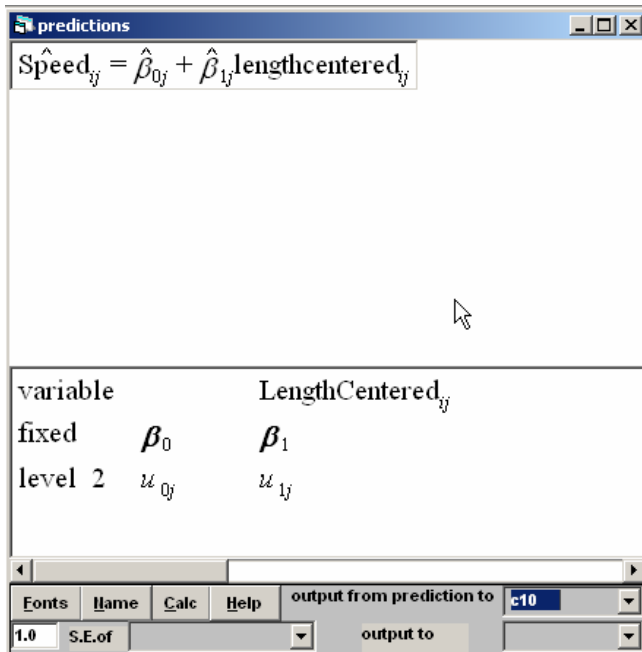 predictions
Spêed_ij = β̂_0j + β̂_1j lengthcentered_ij
variable LengthCentered_ij
fixed β_0 β_1
level 2 u_0j u_1j
Fonts Name Calc Help output from prediction to c10
1.0 S.E.of output to